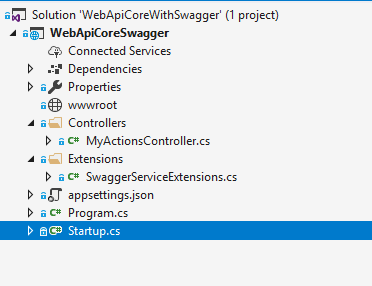 Solution 'WebApiCoreWithSwagger' (1 project)
WebApiCoreSwagger
Connected Services
Dependencies
Properties
wwwroot
Controllers
C# MyActionsController.cs
Extensions
C# SwaggerServiceExtensions.cs
appsettings.json
C# Program.cs
C# Startup.cs